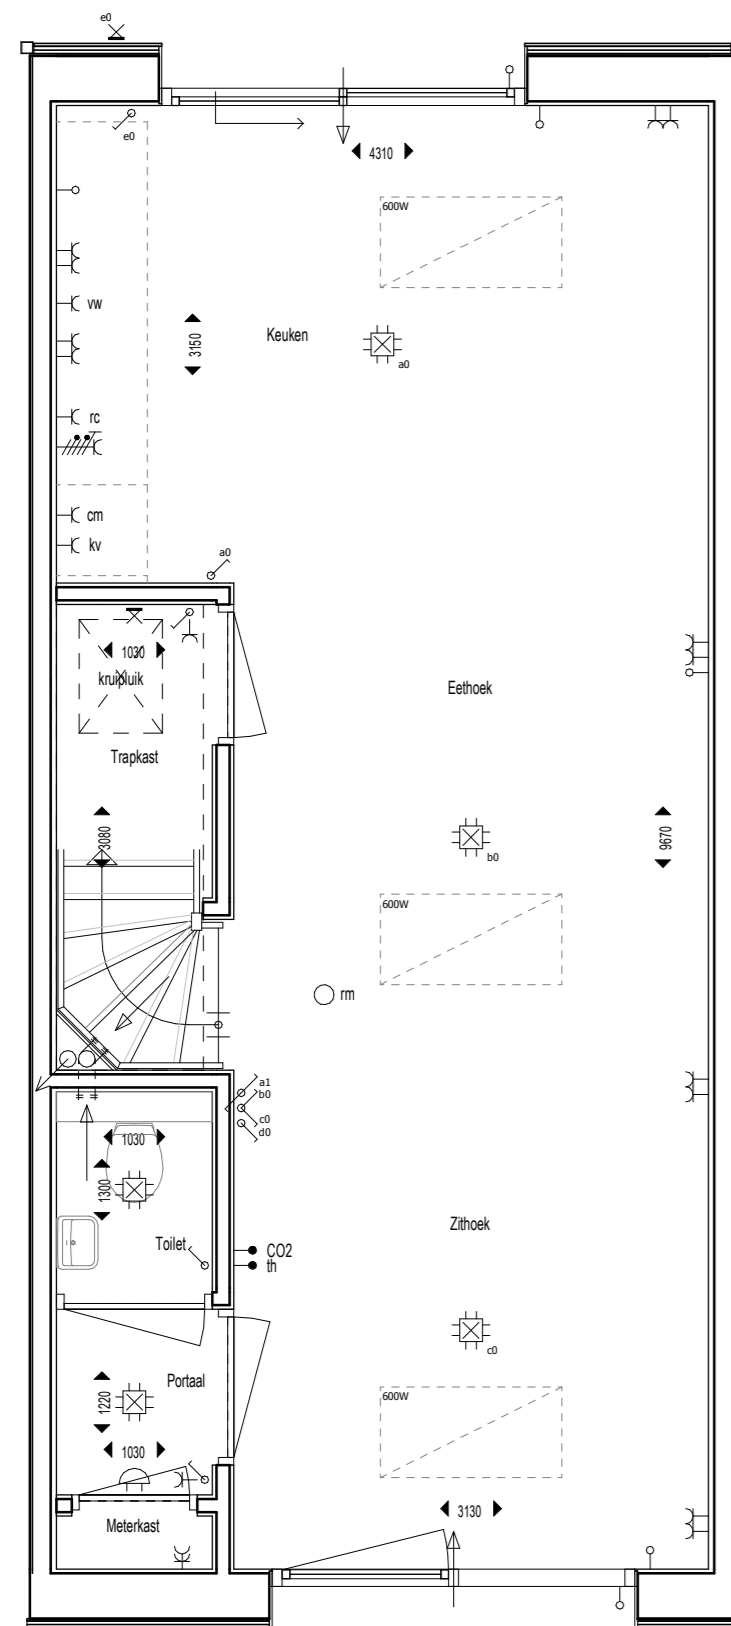 e0
e0
4310
600W
vw
3150
Keuken
a0
rc
cm
kv
a0
1030
kruipluik
Eethoek
Trapkast
3080
9670
b0
600W
rm
a1
b0
c0
d0
1030
1300
Toilet
Zithoek
CO2
th
c0
Portaal
600W
1220
1030
3130
Meterkast